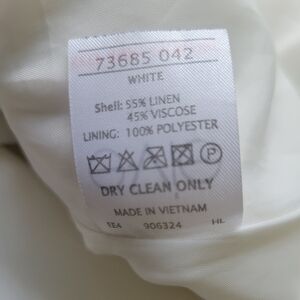 73685 042
WHITE
Shell: 55% LINEN
45% VISCOSE
LINING: 100% POLYESTER
P
DRY CLEAN ONLY
MADE IN VIETNAM
906324 HL